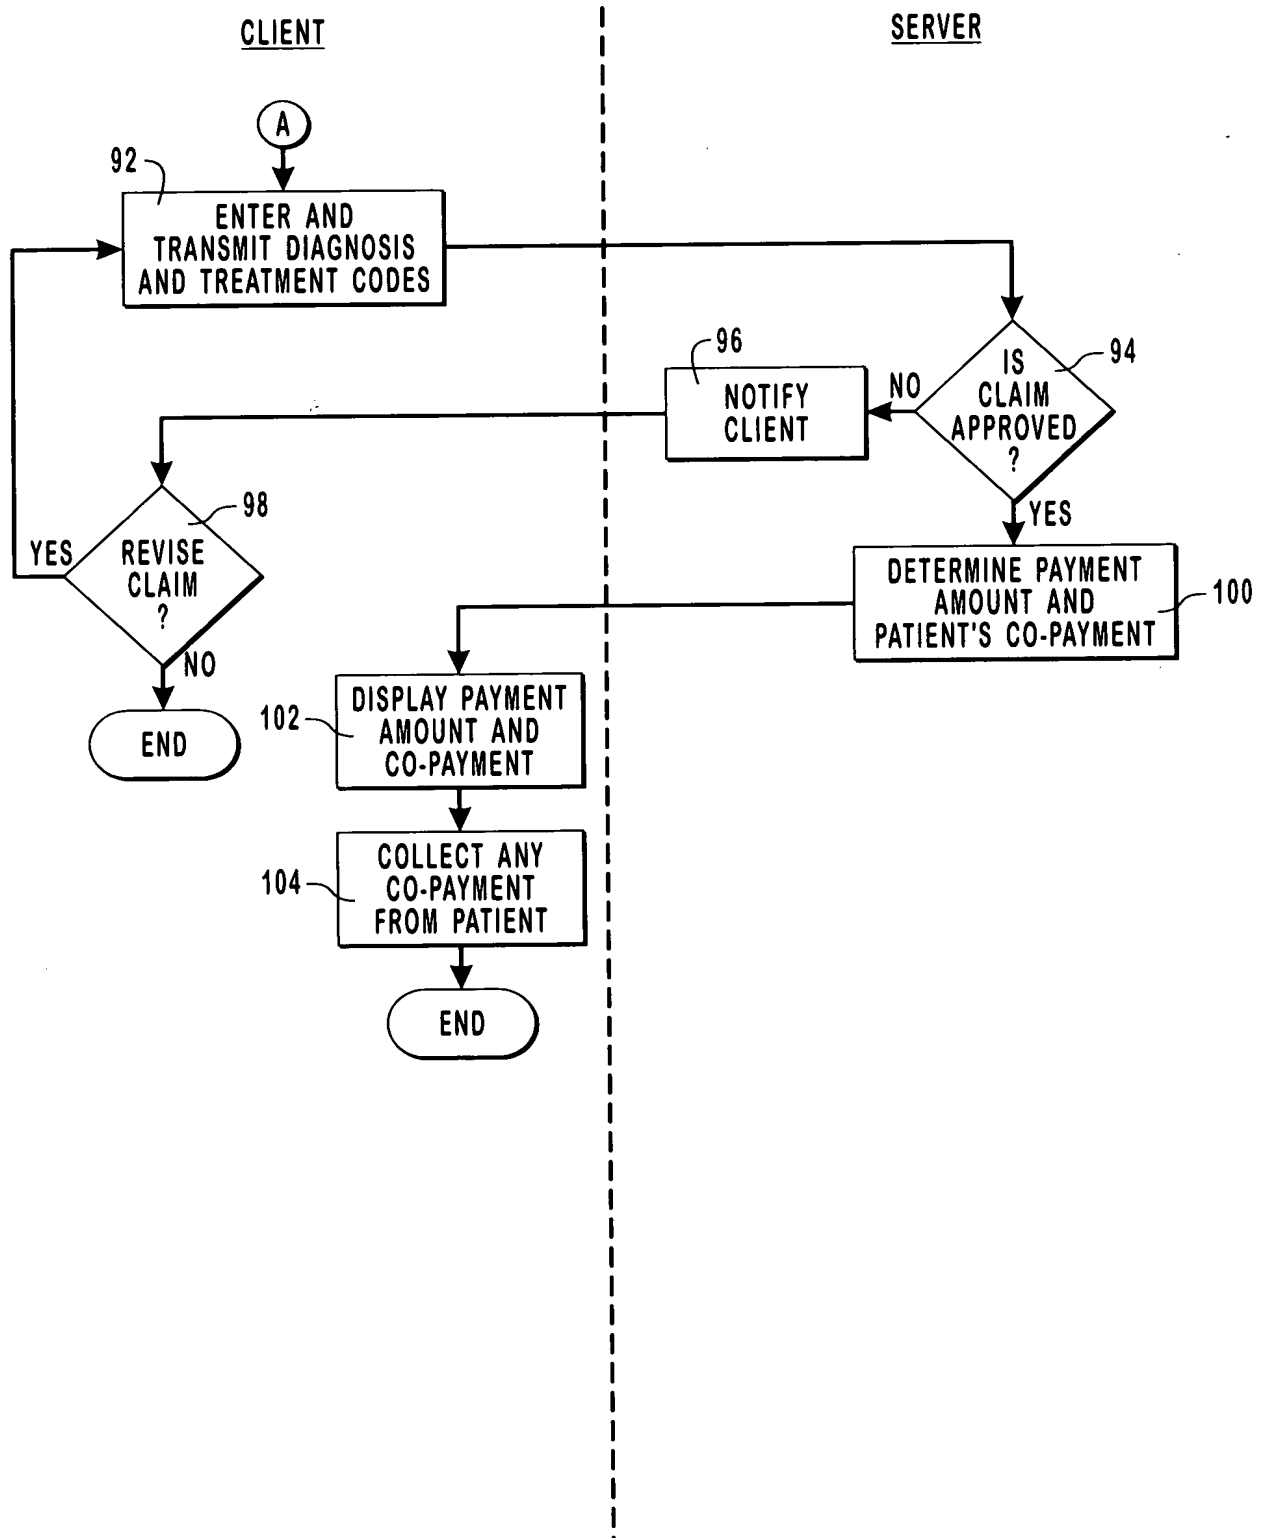 CLIENT
SERVER
A
92
ENTER AND
TRANSMIT DIAGNOSIS
AND TREATMENT CODES
96
NOTIFY
CLIENT
NO
94
IS
CLAIM
APPROVED
?
YES
98
YES
REVISE
CLAIM
?
NO
END
DETERMINE PAYMENT
AMOUNT AND
PATIENT'S CO-PAYMENT
100
102
DISPLAY PAYMENT
AMOUNT AND
CO-PAYMENT
104
COLLECT ANY
CO-PAYMENT
FROM PATIENT
END